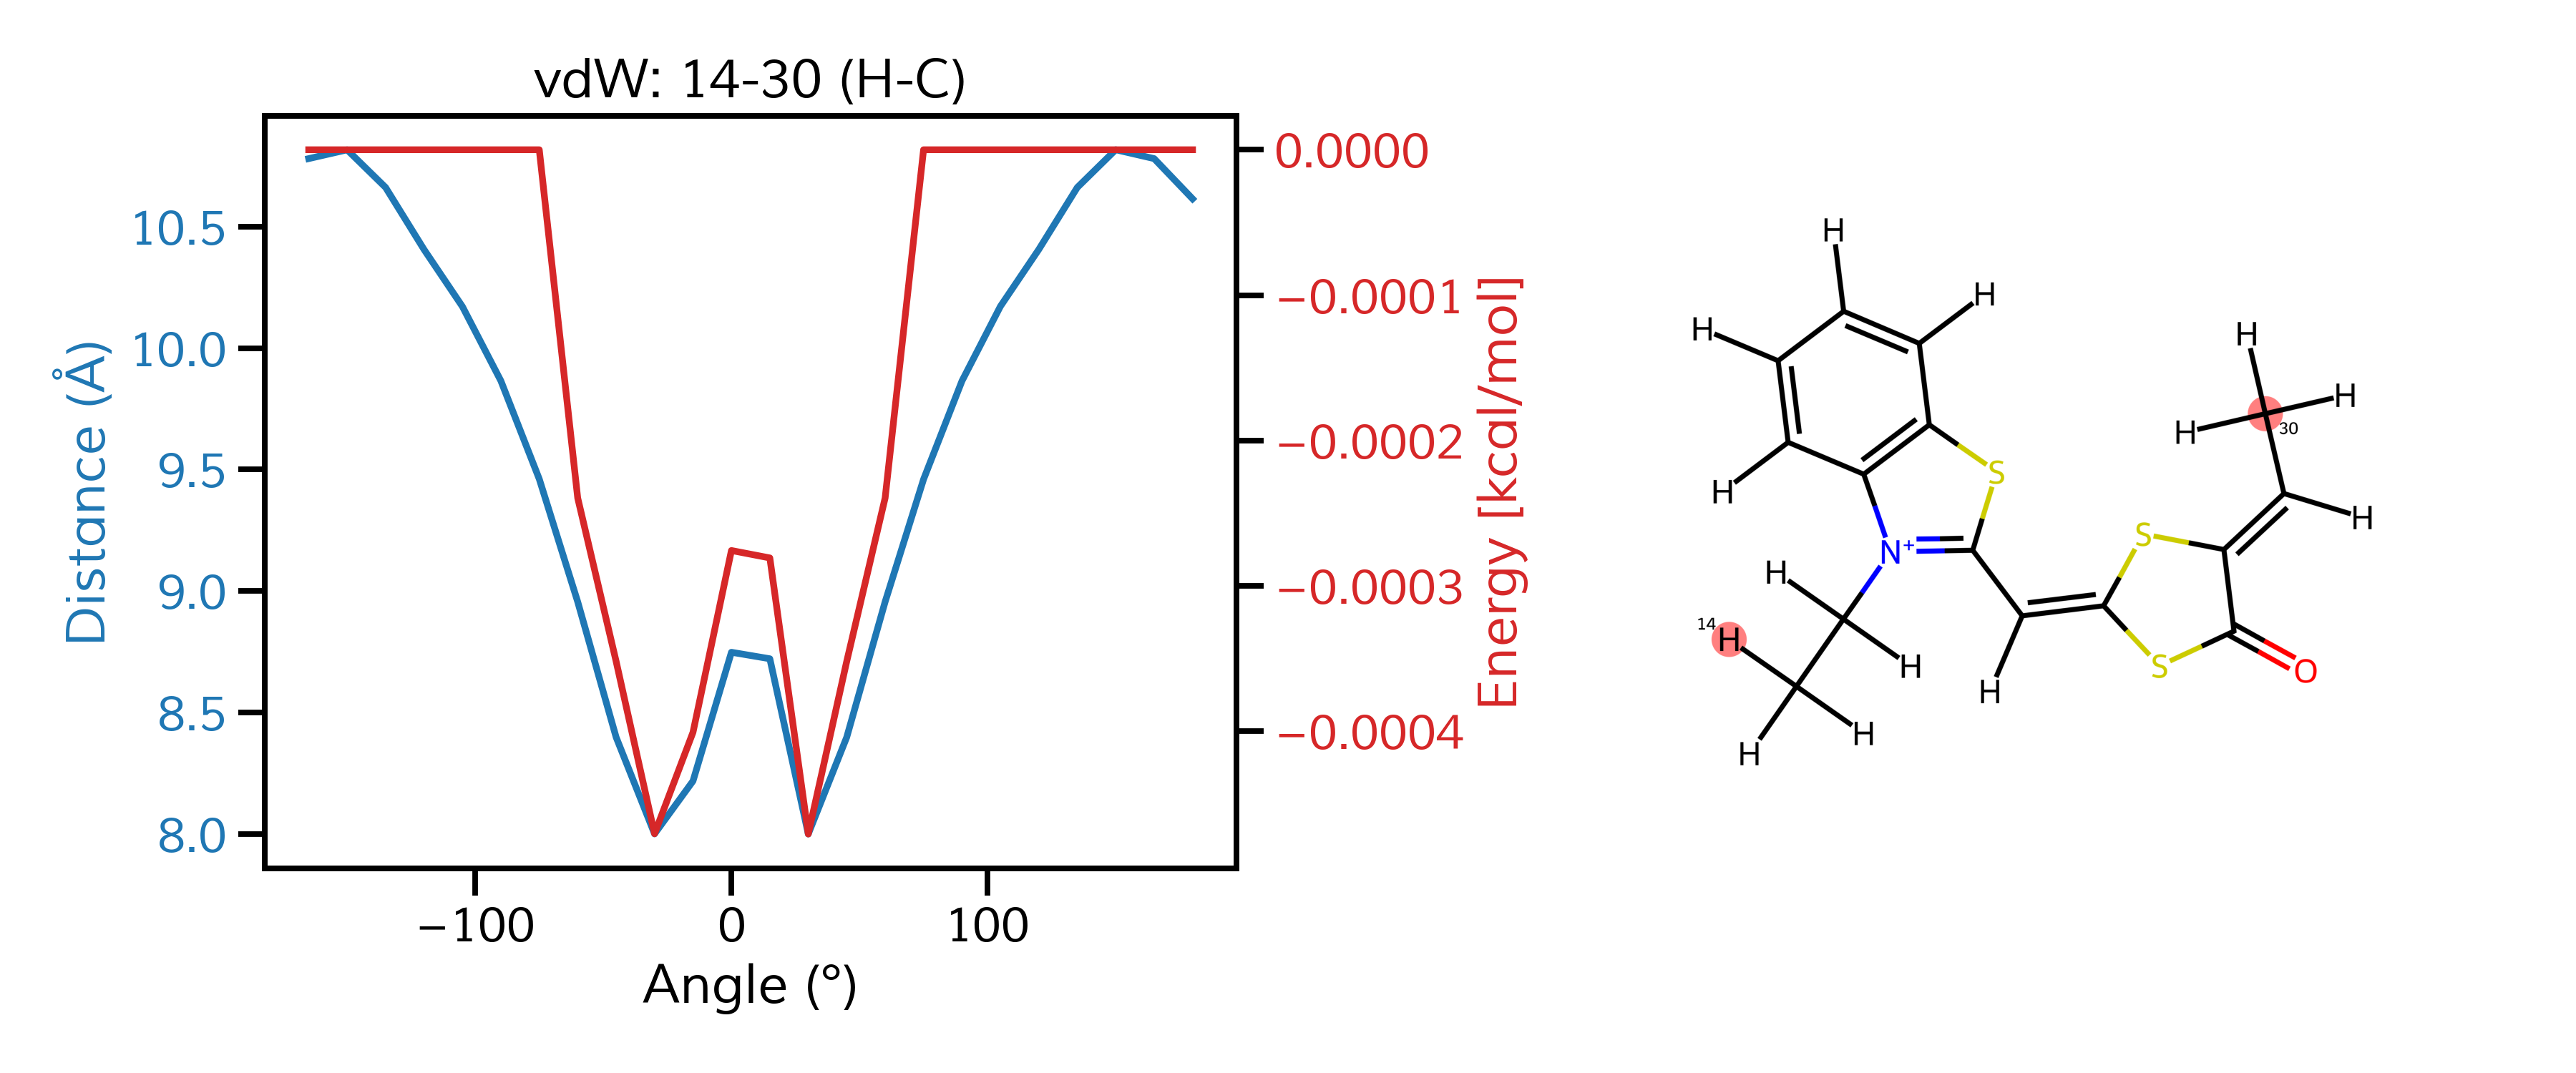 vdW: 14-30 (H-C)
10.5
10.0
9.5
9.0
8.5
8.0
Distance (Å)
−100
0
100
Angle (°)
0.0000
−0.0001
−0.0002
−0.0003
−0.0004
Energy [kcal/mol]
H
H
H
H
S
N+
H
H
14
H
H
H
H
S
S
O
H
H
H
30
H